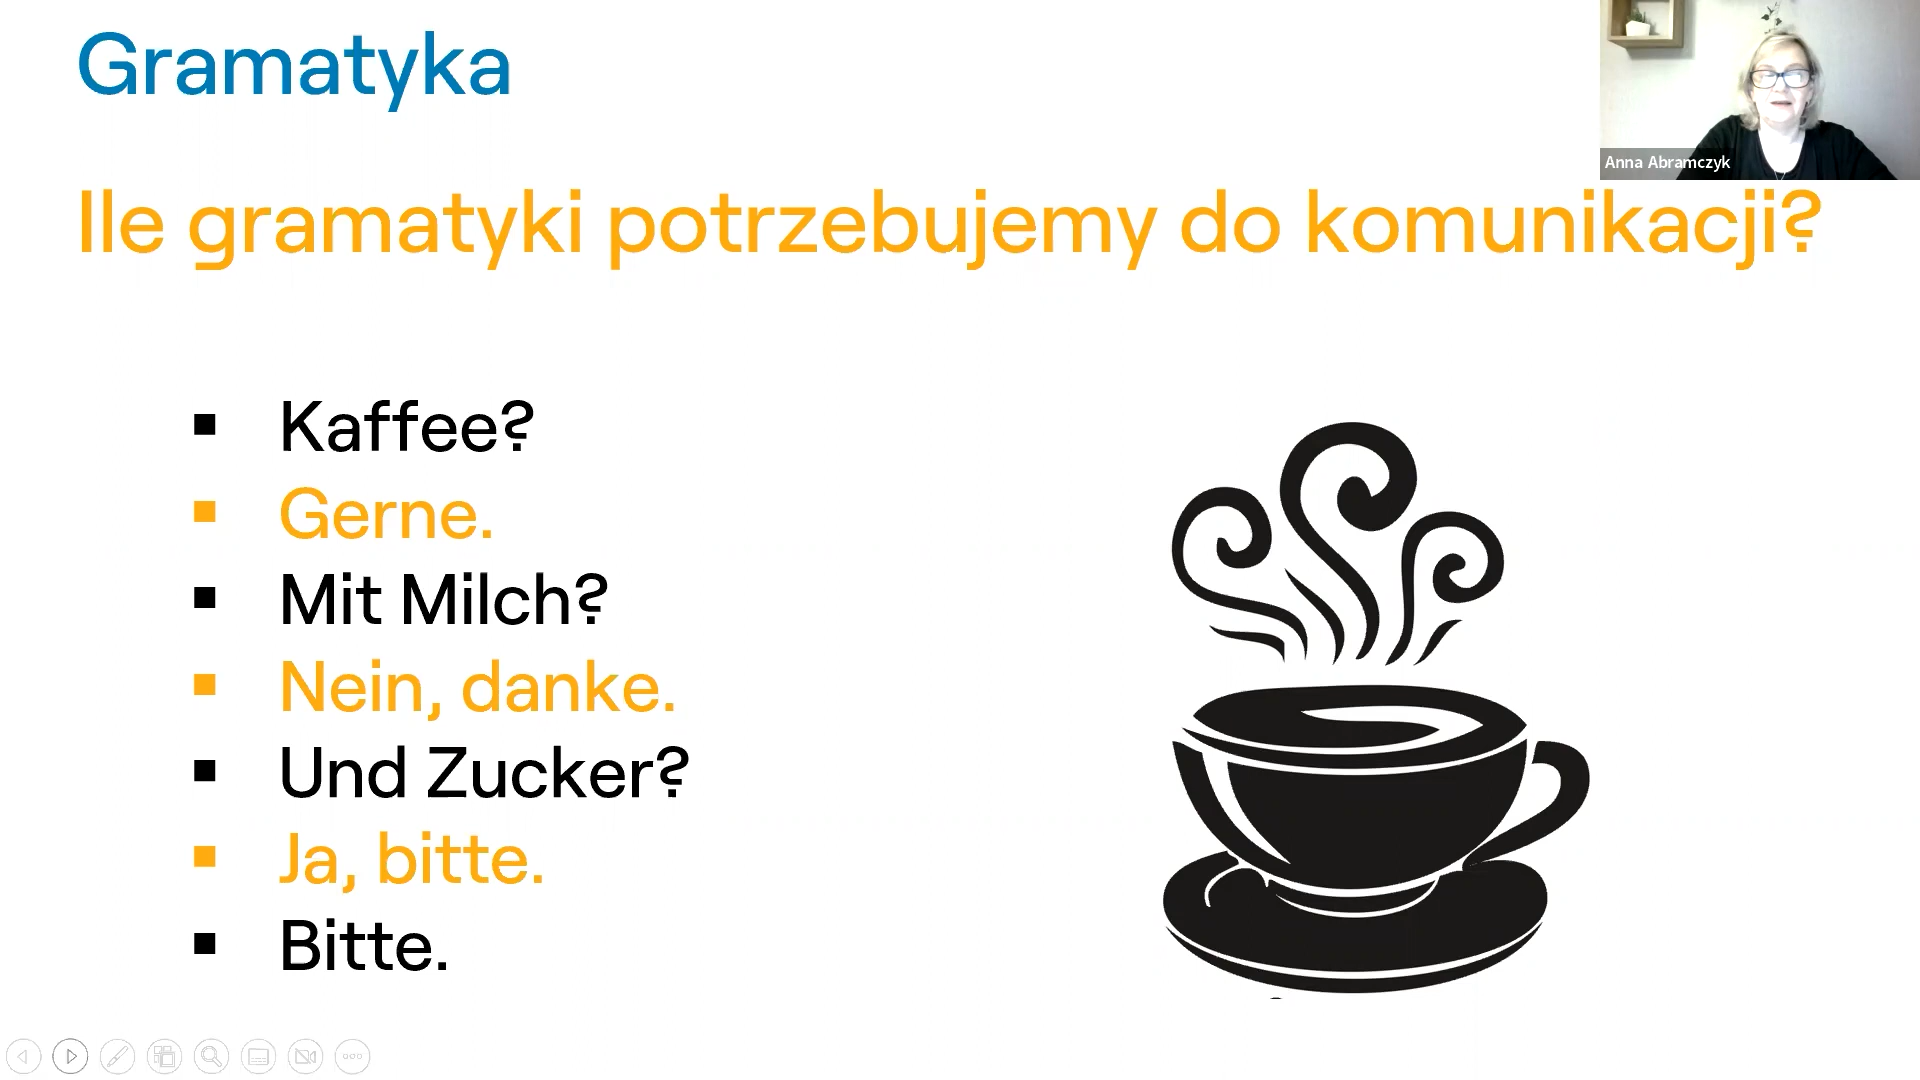 Gramatyka
Anna Abramczyk
Ile gramatyki potrzebujemy do komunikacji?
Kaffee?
Gerne.
Mit Milch?
Nein, danke.
Und Zucker?
Ja, bitte.
Bitte.